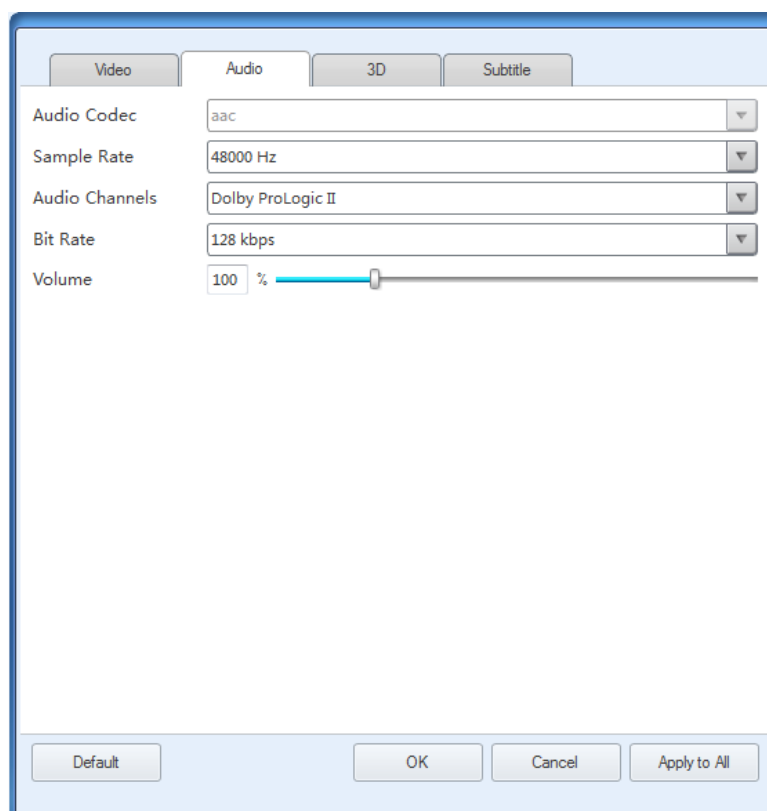 Video Audio 3D Subtitle
Audio Codec aac
Sample Rate 48000 Hz
Audio Channels Dolby ProLogic II
Bit Rate 128 kbps
Volume 100 %
Default OK Cancel Apply to All